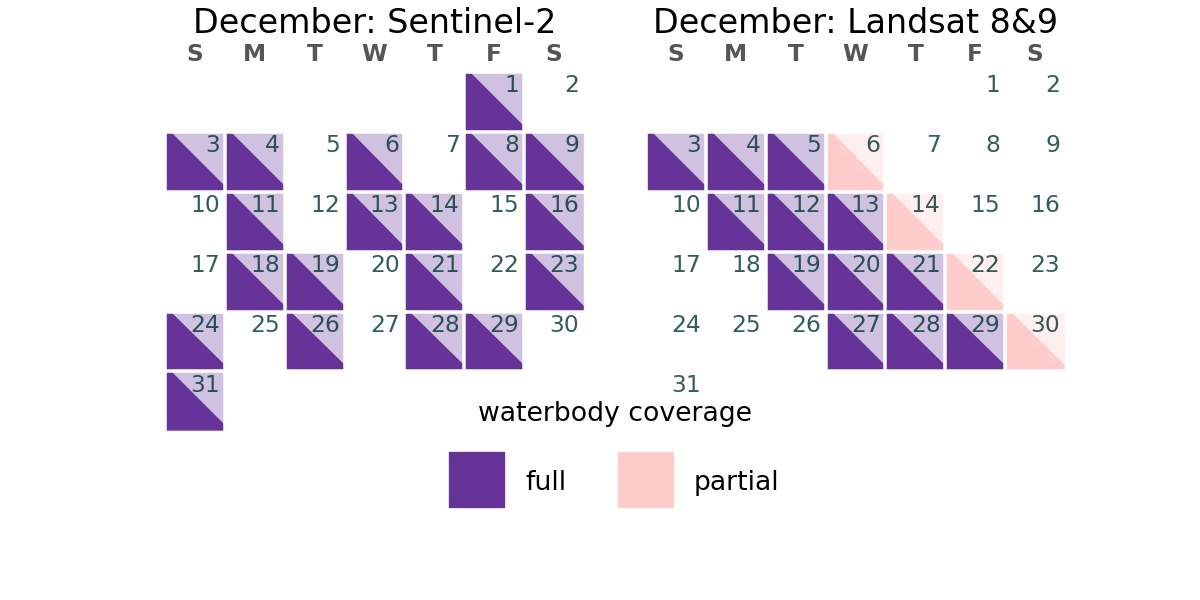 December: Sentinel-2
S M T W T F S
1 2
3 4 5 6 7 8 9
10 11 12 13 14 15 16
17 18 19 20 21 22 23
24 25 26 27 28 29 30
31
December: Landsat 8&9
S M T W T F S
1 2
3 4 5 6 7 8 9
10 11 12 13 14 15 16
17 18 19 20 21 22 23
24 25 26 27 28 29 30
31
waterbody coverage
full partial